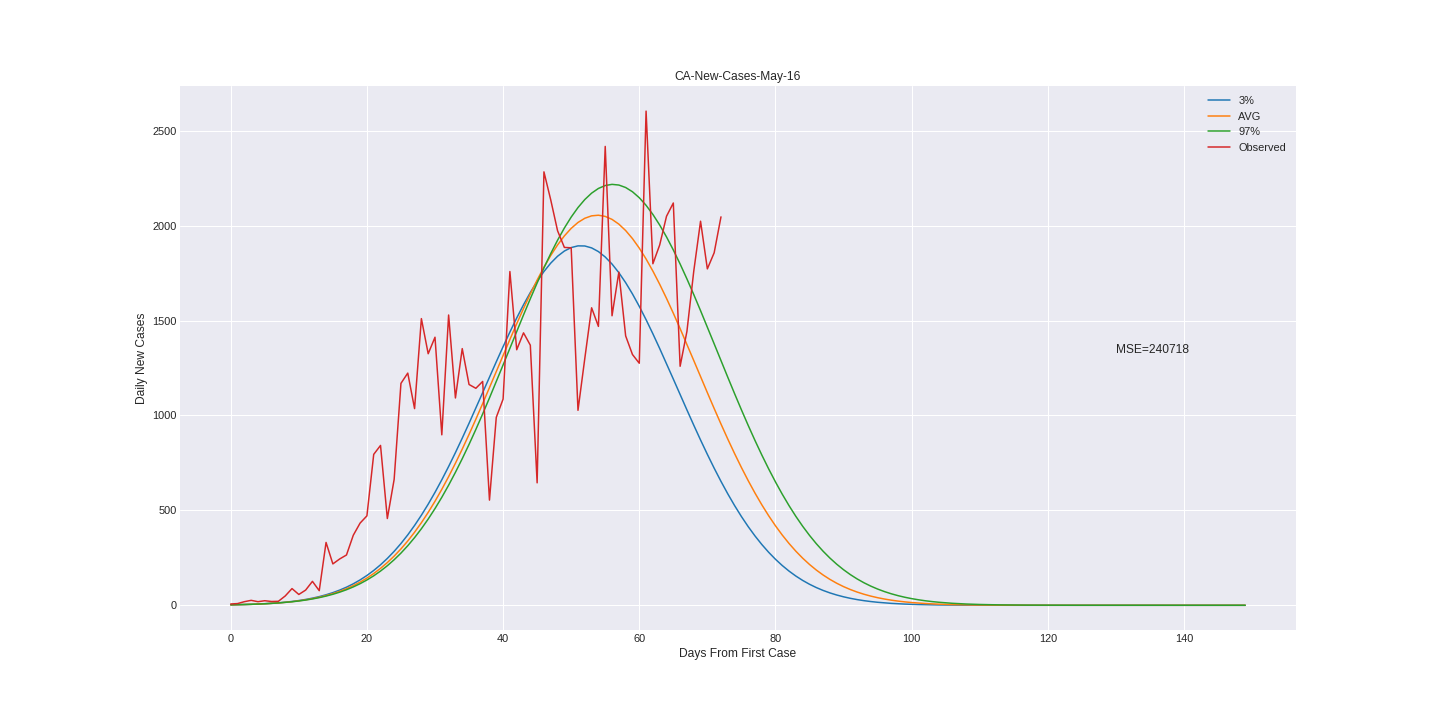 CA-New-Cases-May-16
3%
AVG
97%
Observed
2500
2000
1500
1000
500
0
Daily New Cases
MSE=240718
0 20 40 60 80 100 120 140
Days From First Case